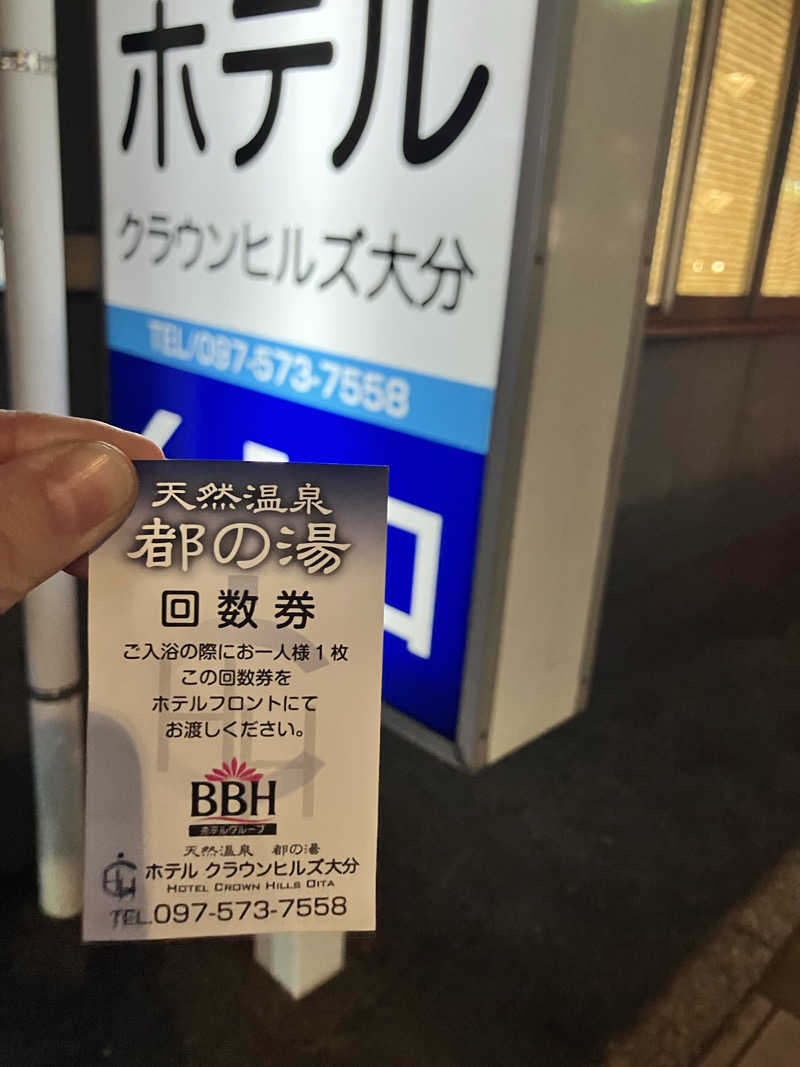 ホテル
クラウンヒルズ大分
TEL/097-573-7558
天然温泉
都の湯
回数券
ご入浴の際にお一人様1枚
この回数券を
ホテルフロントにて
お渡しください。
BBH
ホテルグループ
天然温泉 都の湯
ホテル クラウンヒルズ大分
HOTEL CROWN HILLS OITA
TEL.097-573-7558